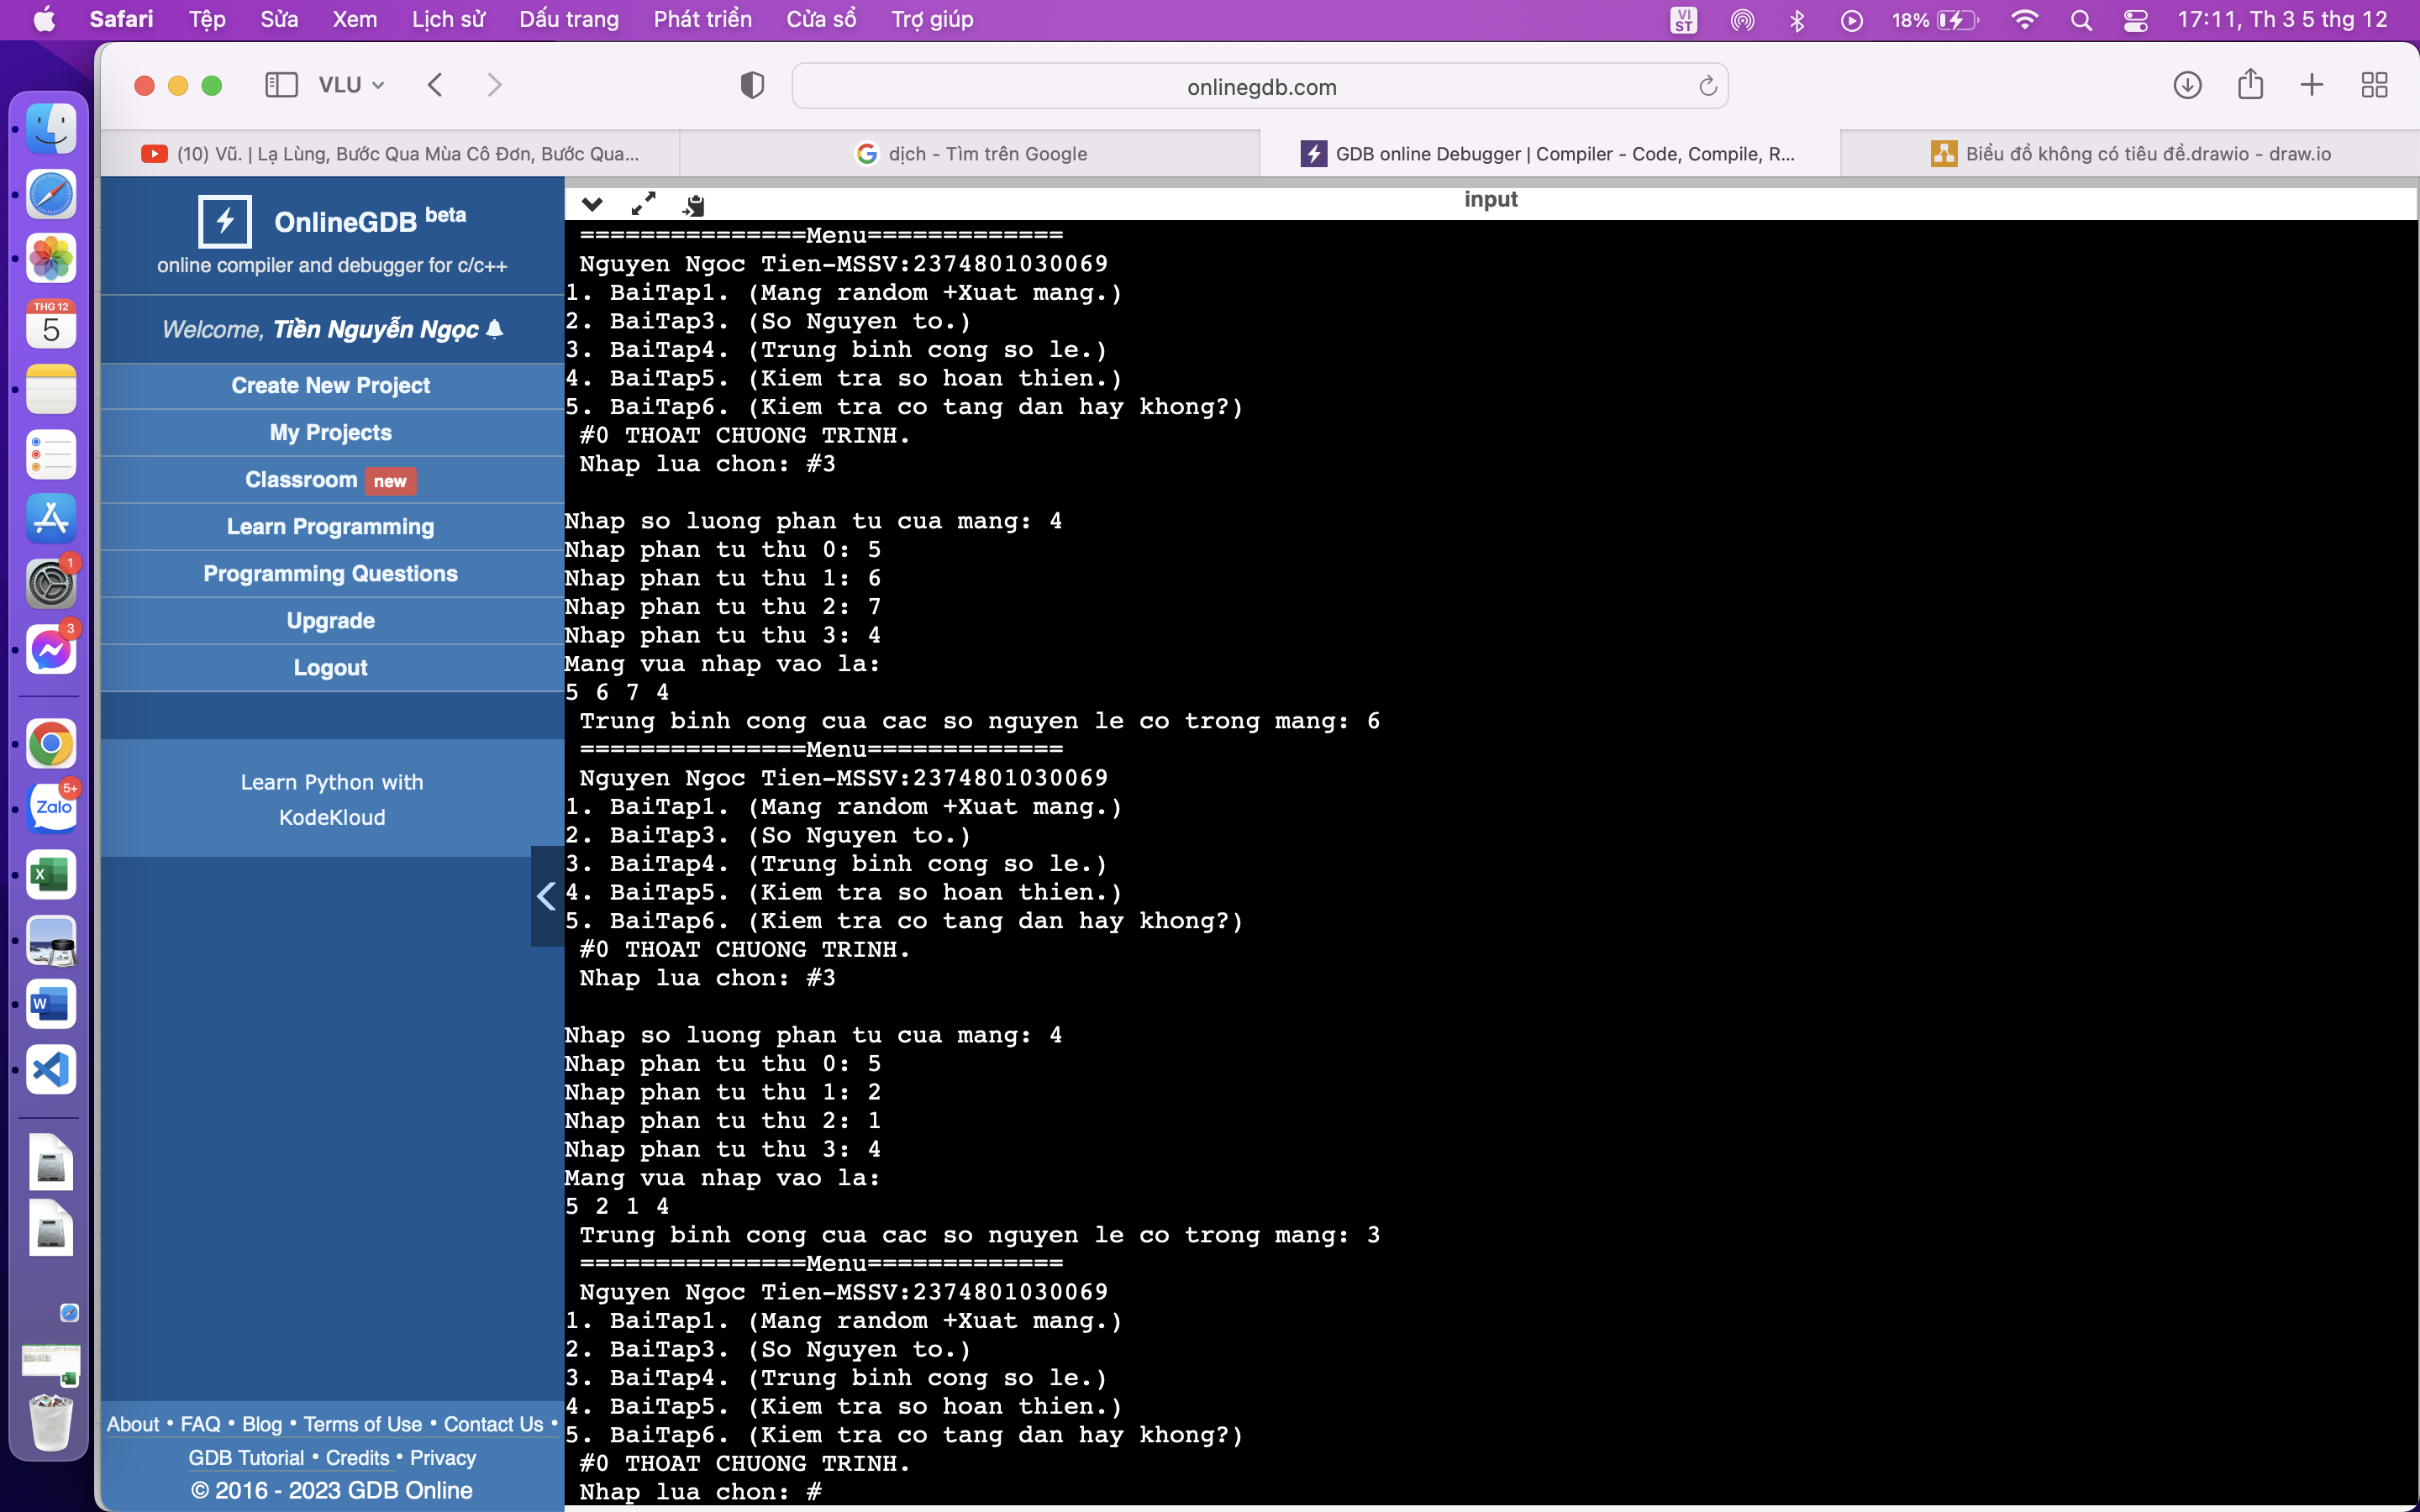 Safari Tệp Sửa Xem Lịch sử Dấu trang Phát triển Cửa sổ Trợ giúp VI ST 18% 17:11, Th 3 5 thg 12
VLU onlinegdb.com
(10) Vũ. | Lạ Lùng, Bước Qua Mùa Cô Đơn, Bước Qua... dịch - Tìm trên Google GDB online Debugger | Compiler - Code, Compile, R... Biểu đồ không có tiêu đề.drawio - draw.io
THG 12
5
1
3
5+
Zalo
X
W
OnlineGDB beta
online compiler and debugger for c/c++
Welcome, Tiền Nguyễn Ngọc
Create New Project
My Projects
Classroom new
Learn Programming
Programming Questions
Upgrade
Logout
Learn Python with
KodeKloud
About • FAQ • Blog • Terms of Use • Contact Us •
GDB Tutorial • Credits • Privacy
© 2016 - 2023 GDB Online
input
===============Menu=============
Nguyen Ngoc Tien-MSSV:2374801030069
1. BaiTap1. (Mang random +Xuat mang.)
2. BaiTap3. (So Nguyen to.)
3. BaiTap4. (Trung binh cong so le.)
4. BaiTap5. (Kiem tra so hoan thien.)
5. BaiTap6. (Kiem tra co tang dan hay khong?)
#0 THOAT CHUONG TRINH.
Nhap lua chon: #3
Nhap so luong phan tu cua mang: 4
Nhap phan tu thu 0: 5
Nhap phan tu thu 1: 6
Nhap phan tu thu 2: 7
Nhap phan tu thu 3: 4
Mang vua nhap vao la:
5 6 7 4
Trung binh cong cua cac so nguyen le co trong mang: 6
===============Menu=============
Nguyen Ngoc Tien-MSSV:2374801030069
1. BaiTap1. (Mang random +Xuat mang.)
2. BaiTap3. (So Nguyen to.)
3. BaiTap4. (Trung binh cong so le.)
4. BaiTap5. (Kiem tra so hoan thien.)
5. BaiTap6. (Kiem tra co tang dan hay khong?)
#0 THOAT CHUONG TRINH.
Nhap lua chon: #3
Nhap so luong phan tu cua mang: 4
Nhap phan tu thu 0: 5
Nhap phan tu thu 1: 2
Nhap phan tu thu 2: 1
Nhap phan tu thu 3: 4
Mang vua nhap vao la:
5 2 1 4
Trung binh cong cua cac so nguyen le co trong mang: 3
===============Menu=============
Nguyen Ngoc Tien-MSSV:2374801030069
1. BaiTap1. (Mang random +Xuat mang.)
2. BaiTap3. (So Nguyen to.)
3. BaiTap4. (Trung binh cong so le.)
4. BaiTap5. (Kiem tra so hoan thien.)
5. BaiTap6. (Kiem tra co tang dan hay khong?)
#0 THOAT CHUONG TRINH.
Nhap lua chon: #